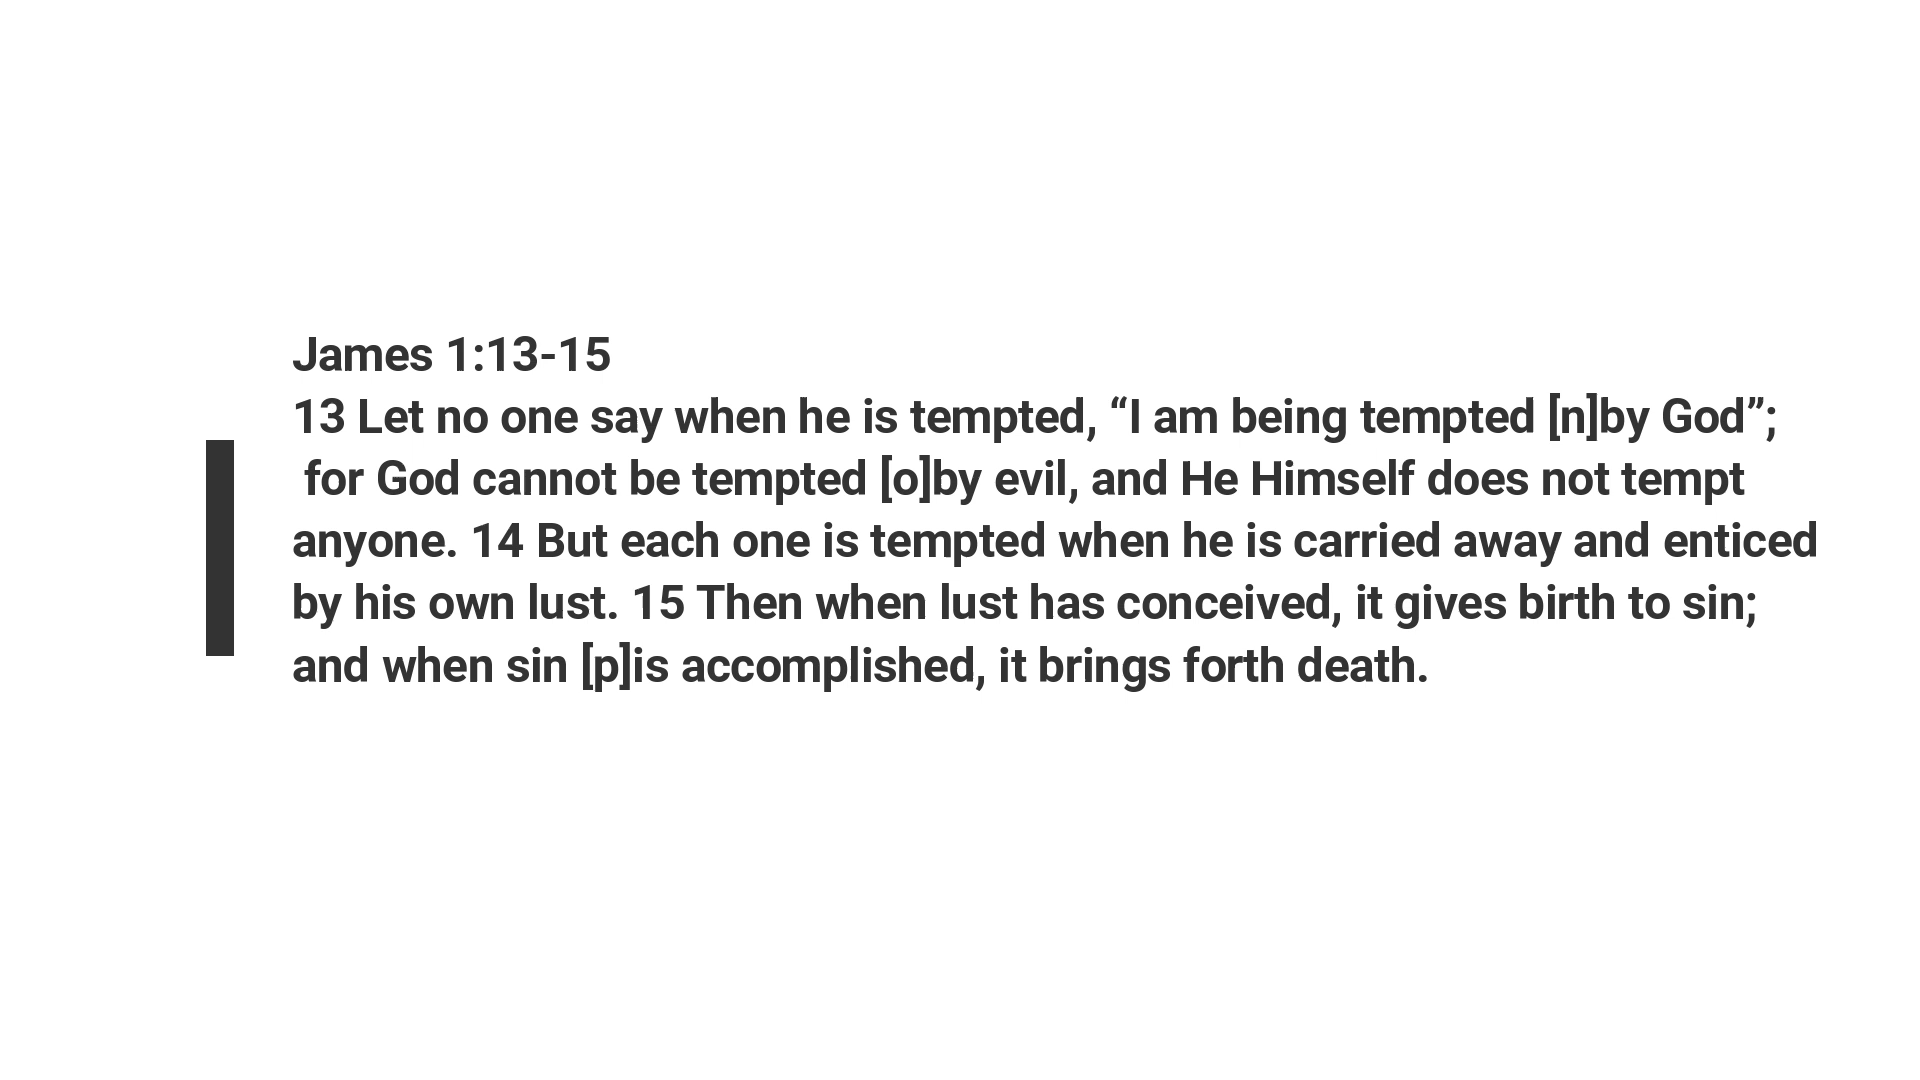 James 1:13-15
13 Let no one say when he is tempted, “I am being tempted [n]by God”;
for God cannot be tempted [o]by evil, and He Himself does not tempt
anyone. 14 But each one is tempted when he is carried away and enticed
by his own lust. 15 Then when lust has conceived, it gives birth to sin;
and when sin [p]is accomplished, it brings forth death.